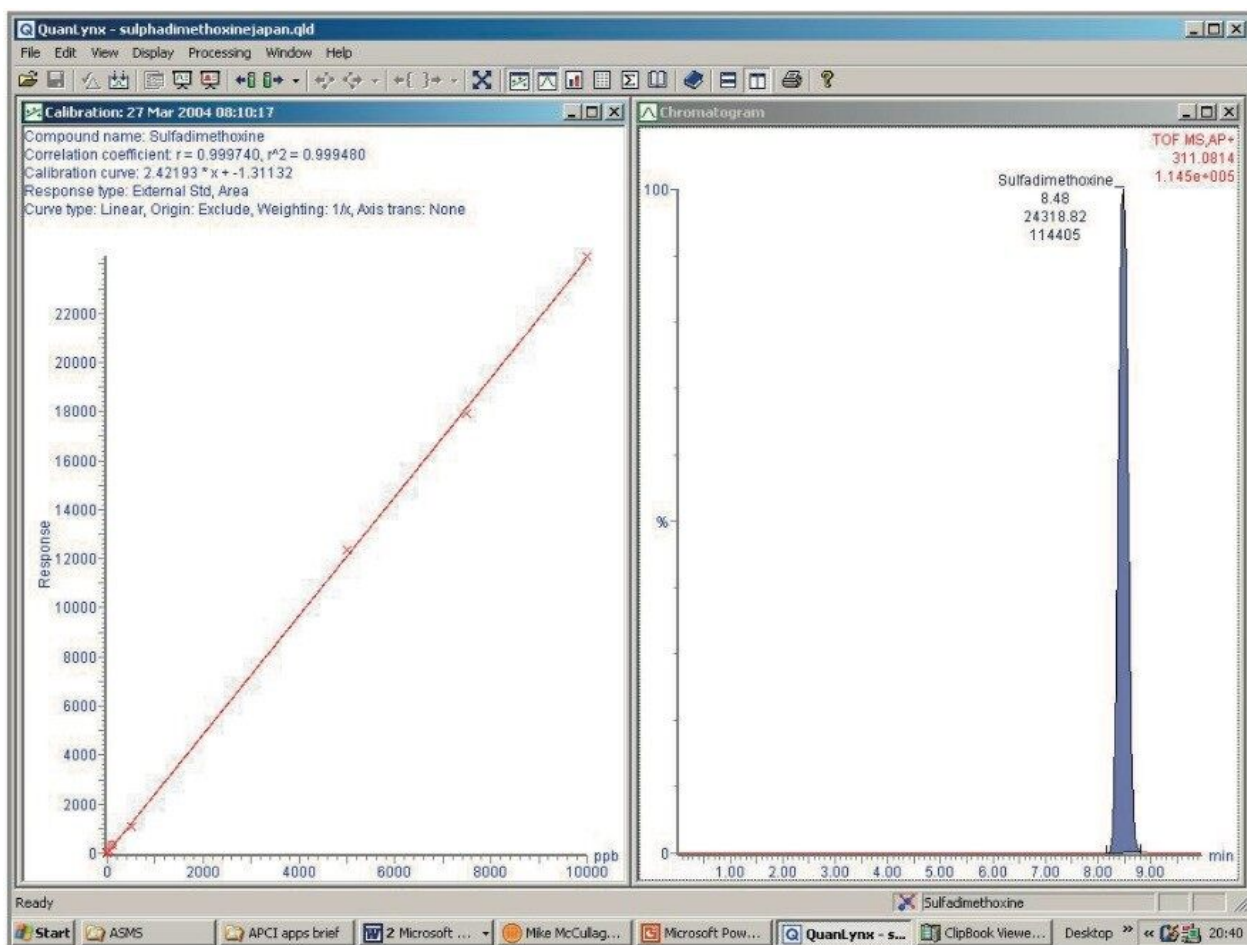 QuanLynx - sulphadimethoxinejapan.qld
File Edit View Display Processing Window Help
Calibration: 27 Mar 2004 08:10:17
Compound name: Sulfadimethoxine
Correlation coefficient: r = 0.999740, r^2 = 0.999480
Calibration curve: 2.42193 * x + -1.31132
Response type: External Std, Area
Curve type: Linear, Origin: Exclude, Weighting: 1/x, Axis trans: None
22000
20000
18000
16000
14000
12000
10000
8000
6000
4000
2000
0
Response
0 2000 4000 6000 8000 10000
ppb
Chromatogram
TOF MS,AP+
311.0814
1.145e+005
Sulfadimethoxine
8.48
24318.82
114405
100
%
0
1.00 2.00 3.00 4.00 5.00 6.00 7.00 8.00 9.00
min
Ready
Sulfadimethoxine
Start ASMS APCI apps brief 2 Microsoft ... Mike McCullag... Microsoft Pow... QuanLynx - s... ClipBook Viewe... Desktop » « 20:40